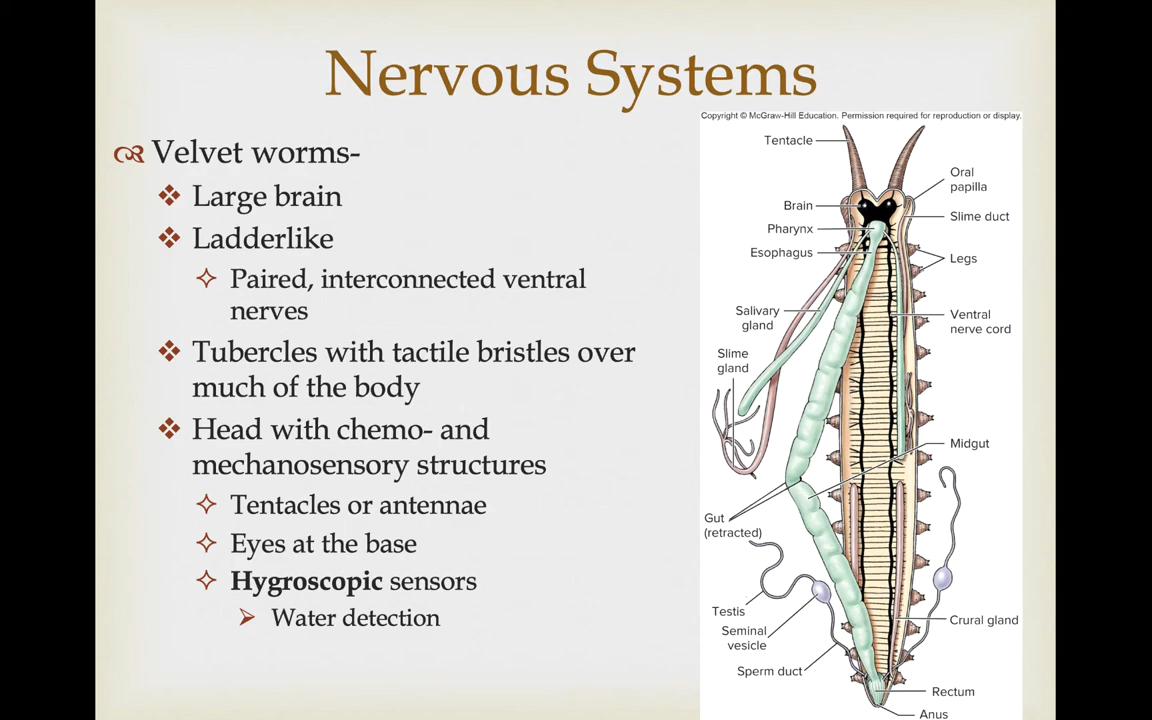 Nervous Systems
Velvet worms-
Large brain
Ladderlike
Paired, interconnected ventral
nerves
Tubercles with tactile bristles over
much of the body
Head with chemo- and
mechanosensory structures
Tentacles or antennae
Eyes at the base
Hygroscopic sensors
Water detection
Copyright © McGraw-Hill Education. Permission required for reproduction or display.
Tentacle
Brain
Pharynx
Esophagus
Salivary
gland
Slime
gland
Gut
(retracted)
Testis
Seminal
vesicle
Sperm duct
Oral
papilla
Slime duct
Legs
Ventral
nerve cord
Midgut
Crural gland
Rectum
Anus